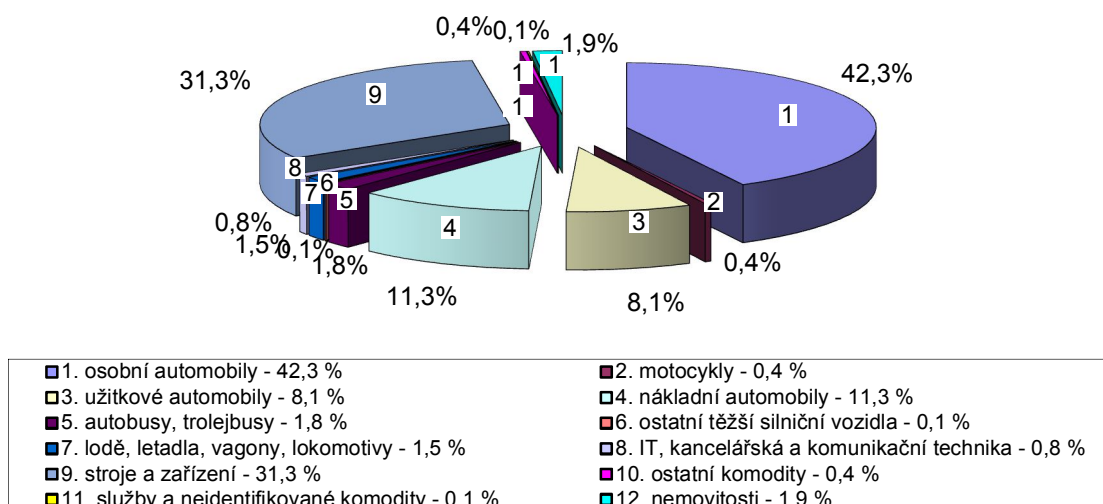 0,4% 0,1% 1,9%
31,3% 42,3%
9 1 1 1
1
8 7 6 5 4 3 2
0,8%
1,5% 0,1% 1,8% 0,4%
11,3% 8,1%
1. osobní automobily - 42,3 % 2. motocykly - 0,4 %
3. užitkové automobily - 8,1 % 4. nákladní automobily - 11,3 %
5. autobusy, trolejbusy - 1,8 % 6. ostatní těžší silniční vozidla - 0,1 %
7. lodě, letadla, vagony, lokomotivy - 1,5 % 8. IT, kancelářská a komunikační technika - 0,8 %
9. stroje a zařízení - 31,3 % 10. ostatní komodity - 0,4 %
11. služby a neidentifikované komodity - 0,1 % 12. nemovitosti - 1,9 %